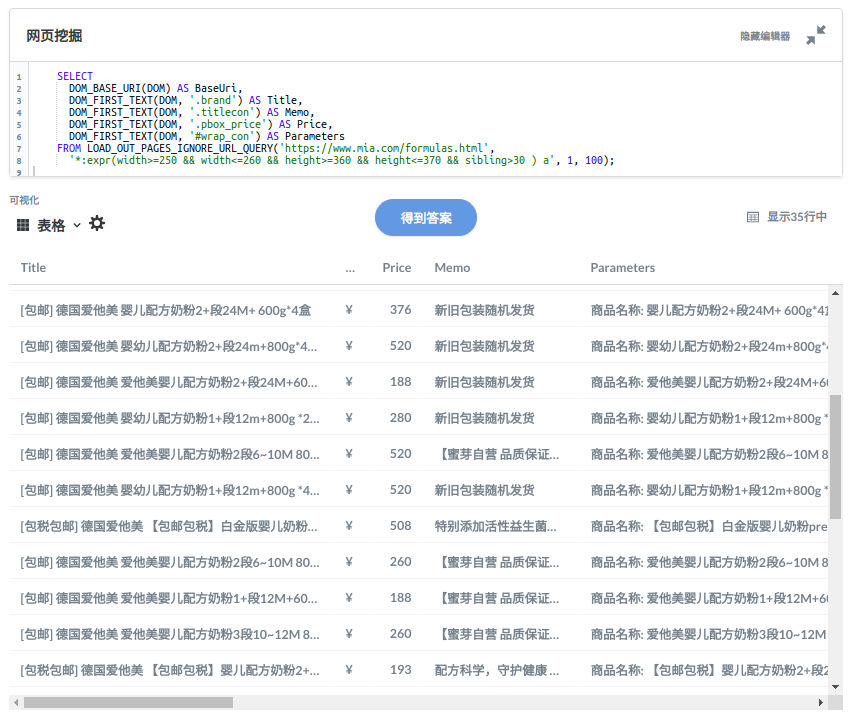 网页挖掘
隐藏编辑器
1 SELECT
2 DOM_BASE_URI(DOM) AS BaseUri,
3 DOM_FIRST_TEXT(DOM, '.brand') AS Title,
4 DOM_FIRST_TEXT(DOM, '.titlecon') AS Memo,
5 DOM_FIRST_TEXT(DOM, '.pbox_price') AS Price,
6 DOM_FIRST_TEXT(DOM, '#wrap_con') AS Parameters
7 FROM LOAD_OUT_PAGES_IGNORE_URL_QUERY('https://www.mia.com/formulas.html',
8 '*:expr(width>=250 && width<=260 && height>=360 && height<=370 && sibling>30 ) a', 1, 100);
9
可视化
表格
得到答案
显示35行中
Title ... Price Memo Parameters
[包邮] 德国爱他美 婴儿配方奶粉2+段24M+ 600g*4盒 ¥ 376 新旧包装随机发货 商品名称: 婴儿配方奶粉2+段24M+ 600g*4
[包邮] 德国爱他美 婴幼儿配方奶粉2+段24m+800g*4... ¥ 520 新旧包装随机发货 商品名称: 婴幼儿配方奶粉2+段24m+800g*
[包邮] 德国爱他美 爱他美婴儿配方奶粉2+段24M+60... ¥ 188 新旧包装随机发货 商品名称: 爱他美婴儿配方奶粉2+段24M+60
[包邮] 德国爱他美 婴幼儿配方奶粉1+段12m+800g *2... ¥ 280 新旧包装随机发货 商品名称: 婴幼儿配方奶粉1+段12m+800g *
[包邮] 德国爱他美 爱他美婴儿配方奶粉2段6~10M 80... ¥ 520 【蜜芽自营 品质保证... 商品名称: 爱他美婴儿配方奶粉2段6~10M 8
[包邮] 德国爱他美 婴幼儿配方奶粉1+段12m+800g *4... ¥ 520 新旧包装随机发货 商品名称: 婴幼儿配方奶粉1+段12m+800g *
[包税包邮] 德国爱他美 【包邮包税】白金版婴儿奶粉... ¥ 508 特别添加活性益生菌... 商品名称: 【包邮包税】白金版婴儿奶粉pre
[包邮] 德国爱他美 爱他美婴儿配方奶粉2段6~10M 80... ¥ 260 【蜜芽自营 品质保证... 商品名称: 爱他美婴儿配方奶粉2段6~10M 8
[包邮] 德国爱他美 爱他美婴儿配方奶粉1+段12M+60... ¥ 188 【蜜芽自营 品质保证... 商品名称: 爱他美婴儿配方奶粉1+段12M+60
[包邮] 德国爱他美 爱他美婴儿配方奶粉3段10~12M 8... ¥ 260 【蜜芽自营 品质保证... 商品名称: 爱他美婴儿配方奶粉3段10~12M
[包税包邮] 德国爱他美 【包邮包税】婴儿配方奶粉2+... ¥ 193 配方科学，守护健康 ... 商品名称: 【包邮包税】婴儿配方奶粉2+段2